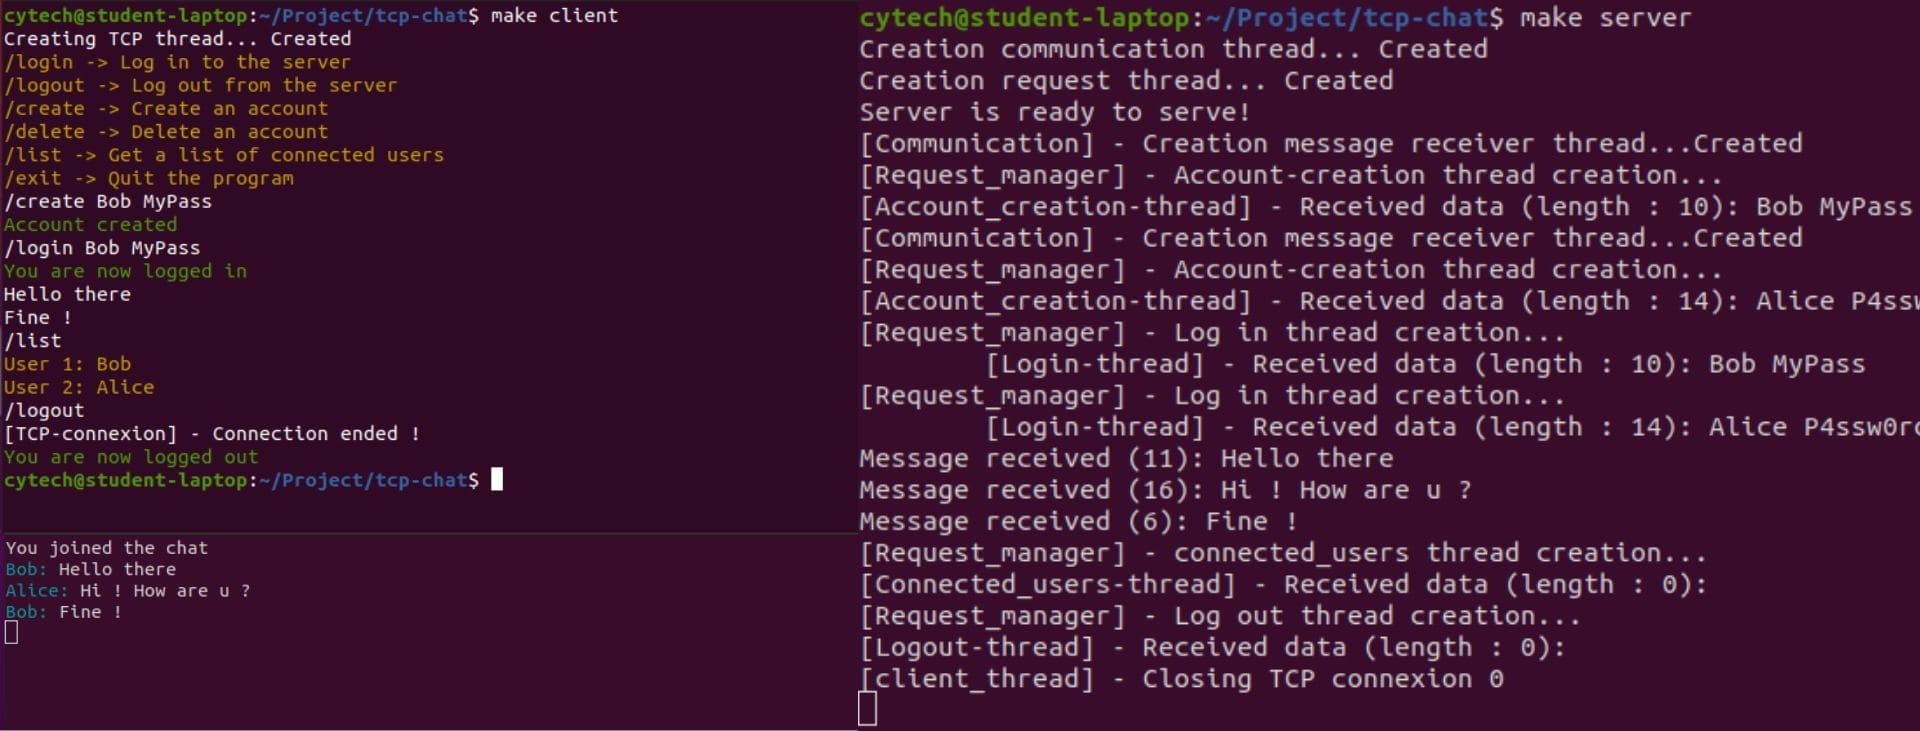 cytech@student-laptop:~/Project/tcp-chat$ make client
Creating TCP thread... Created
/login -> Log in to the server
/logout -> Log out from the server
/create -> Create an account
/delete -> Delete an account
/list -> Get a list of connected users
/exit -> Quit the program
/create Bob MyPass
Account created
/login Bob MyPass
You are now logged in
Hello there
Fine !
/list
User 1: Bob
User 2: Alice
/logout
[TCP-connexion] - Connection ended !
You are now logged out
cytech@student-laptop:~/Project/tcp-chat$
You joined the chat
Bob: Hello there
Alice: Hi ! How are u ?
Bob: Fine !
cytech@student-laptop:~/Project/tcp-chat$ make server
Creation communication thread... Created
Creation request thread... Created
Server is ready to serve!
[Communication] - Creation message receiver thread...Created
[Request_manager] - Account-creation thread creation...
[Account_creation-thread] - Received data (length : 10): Bob MyPass
[Communication] - Creation message receiver thread...Created
[Request_manager] - Account-creation thread creation...
[Account_creation-thread] - Received data (length : 14): Alice P4ssw
[Request_manager] - Log in thread creation...
[Login-thread] - Received data (length : 10): Bob MyPass
[Request_manager] - Log in thread creation...
[Login-thread] - Received data (length : 14): Alice P4ssw0r
Message received (11): Hello there
Message received (16): Hi ! How are u ?
Message received (6): Fine !
[Request_manager] - connected_users thread creation...
[Connected_users-thread] - Received data (length : 0):
[Request_manager] - Log out thread creation...
[Logout-thread] - Received data (length : 0):
[client_thread] - Closing TCP connexion 0